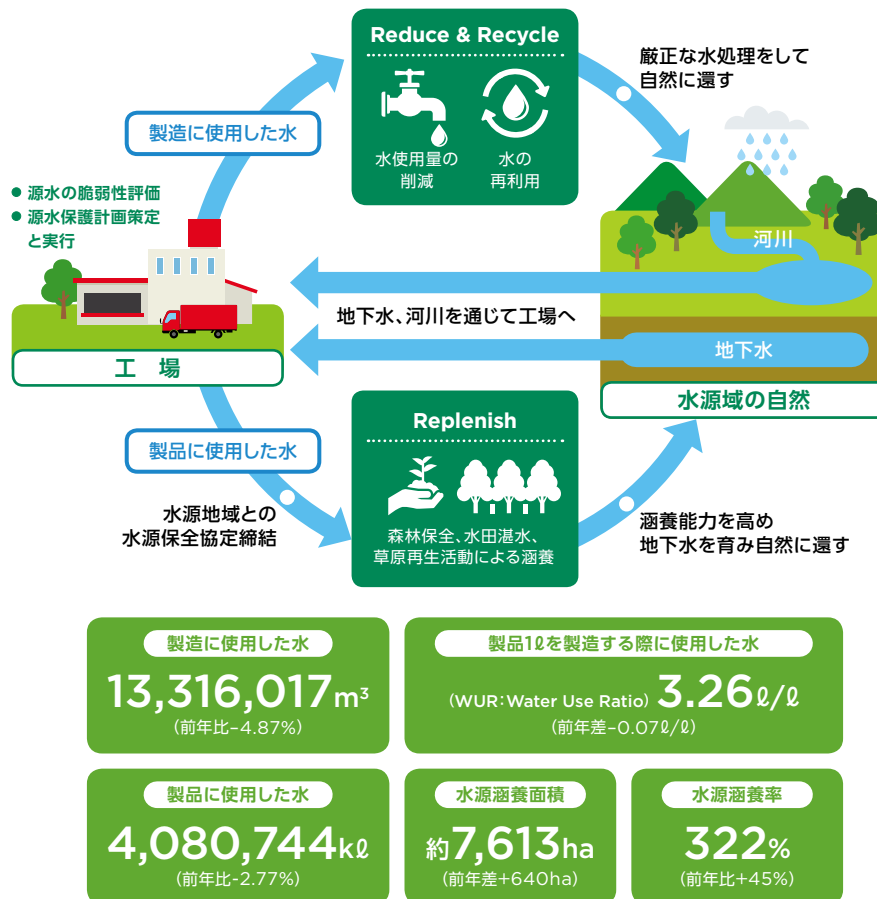 Reduce & Recycle
水使用量の
削減
水の
再利用
厳正な水処理をして
自然に還す
製造に使用した水
● 源水の脆弱性評価
● 源水保護計画策定
と実行
河川
地下水、河川を通じて工場へ
地下水
工 場
水源域の自然
製品に使用した水
Replenish
森林保全、水田湛水、
草原再生活動による涵養
水源地域との
水源保全協定締結
涵養能力を高め
地下水を育み自然に還す
製造に使用した水
13,316,017m³
(前年比-4.87%)
製品1ℓを製造する際に使用した水
(WUR:Water Use Ratio) 3.26ℓ/ℓ
(前年差-0.07ℓ/ℓ)
製品に使用した水
4,080,744kℓ
(前年比-2.77%)
水源涵養面積
約7,613ha
(前年差+640ha)
水源涵養率
322%
(前年比+45%)